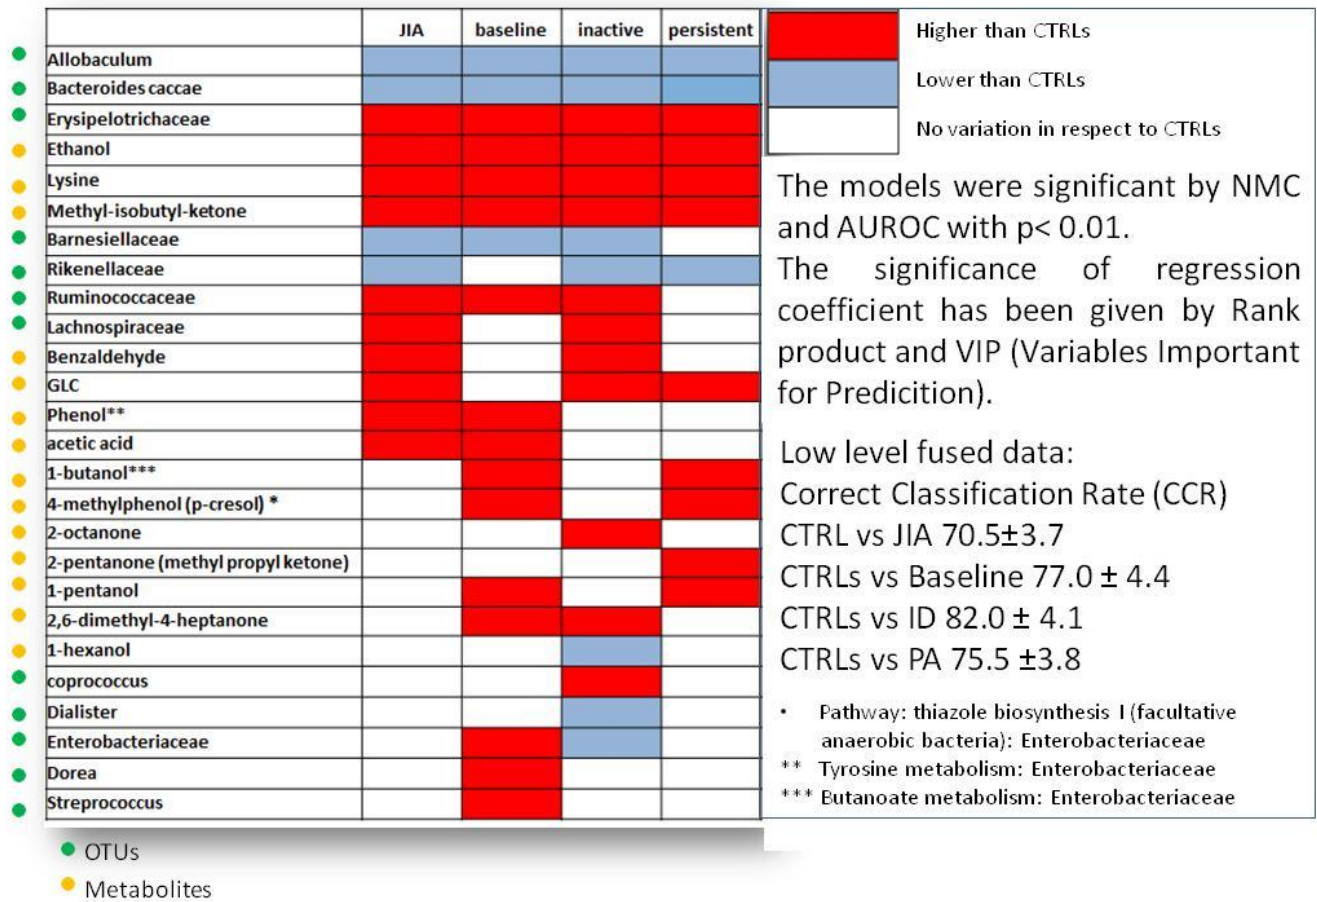 JIA baseline inactive persistent
Allobaculum
Bacteroides caccae
Erysipelotrichaceae
Ethanol
Lysine
Methyl-isobutyl-ketone
Barnesiellaceae
Rikenellaceae
Ruminococcaceae
Lachnospiraceae
Benzaldehyde
GLC
Phenol**
acetic acid
1-butanol***
4-methylphenol (p-cresol) *
2-octanone
2-pentanone (methyl propyl ketone)
1-pentanol
2,6-dimethyl-4-heptanone
1-hexanol
coprococcus
Dialister
Enterobacteriaceae
Dorea
Streprococcus
OTUs
Metabolites
Higher than CTRLs
Lower than CTRLs
No variation in respect to CTRLs
The models were significant by NMC
and AUROC with p< 0.01.
The significance of regression
coefficient has been given by Rank
product and VIP (Variables Important
for Predicition).
Low level fused data:
Correct Classification Rate (CCR)
CTRL vs JIA 70.5±3.7
CTRLs vs Baseline 77.0 ± 4.4
CTRLs vs ID 82.0 ± 4.1
CTRLs vs PA 75.5 ±3.8
• Pathway: thiazole biosynthesis I (facultative
anaerobic bacteria): Enterobacteriaceae
** Tyrosine metabolism: Enterobacteriaceae
*** Butanoate metabolism: Enterobacteriaceae